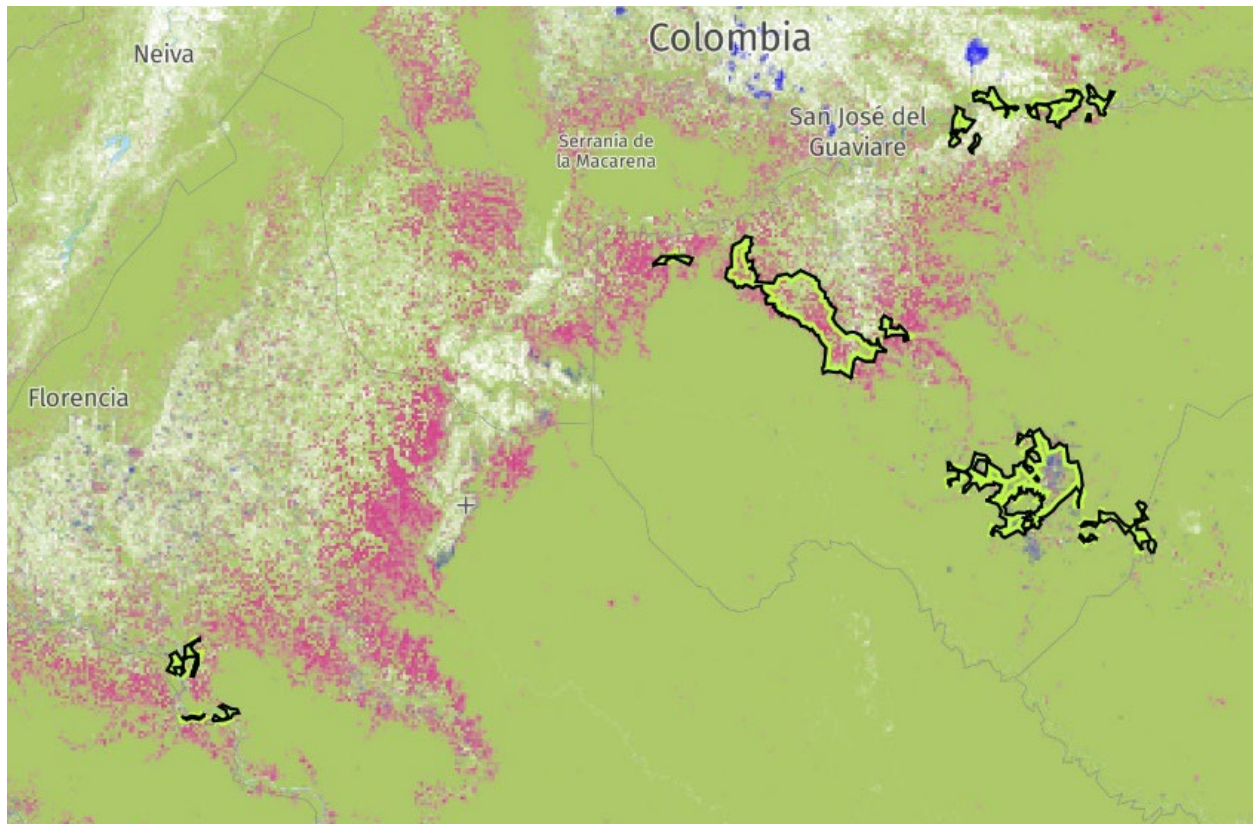 Neiva
Colombia
San José del
Guaviare
Serranía de
la Macarena
Florencia